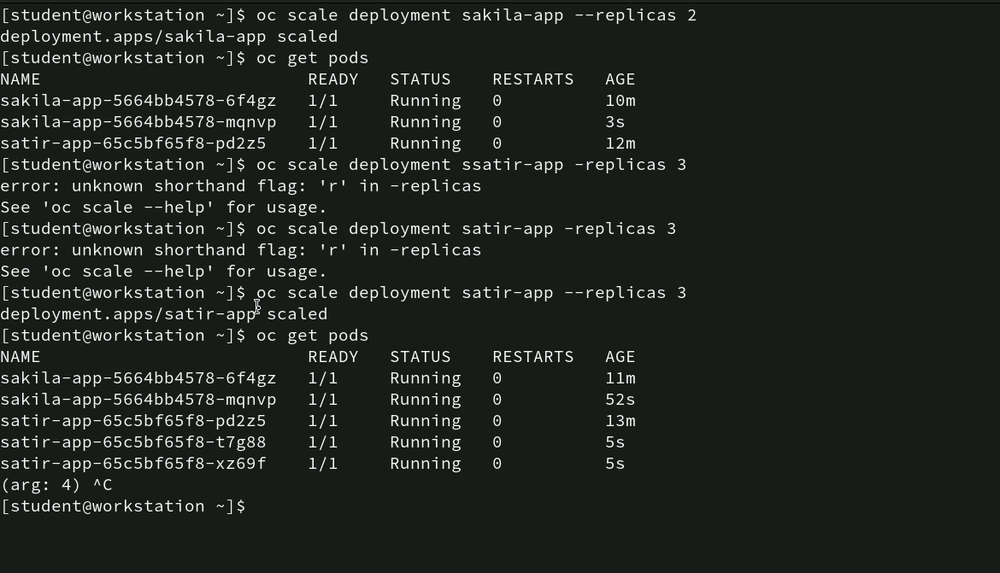 [student@workstation ~]$ oc scale deployment sakila-app --replicas 2
deployment.apps/sakila-app scaled
[student@workstation ~]$ oc get pods
NAME                          READY   STATUS    RESTARTS   AGE
sakila-app-5664bb4578-6f4gz   1/1     Running   0          10m
sakila-app-5664bb4578-mqnvp   1/1     Running   0          3s
satir-app-65c5bf65f8-pd2z5    1/1     Running   0          12m
[student@workstation ~]$ oc scale deployment ssatir-app -replicas 3
error: unknown shorthand flag: 'r' in -replicas
See 'oc scale --help' for usage.
[student@workstation ~]$ oc scale deployment satir-app -replicas 3
error: unknown shorthand flag: 'r' in -replicas
See 'oc scale --help' for usage.
[student@workstation ~]$ oc scale deployment satir-app --replicas 3
deployment.apps/satir-app scaled
[student@workstation ~]$ oc get pods
NAME                          READY   STATUS    RESTARTS   AGE
sakila-app-5664bb4578-6f4gz   1/1     Running   0          11m
sakila-app-5664bb4578-mqnvp   1/1     Running   0          52s
satir-app-65c5bf65f8-pd2z5    1/1     Running   0          13m
satir-app-65c5bf65f8-t7g88    1/1     Running   0          5s
satir-app-65c5bf65f8-xz69f    1/1     Running   0          5s
(arg: 4) ^C
[student@workstation ~]$